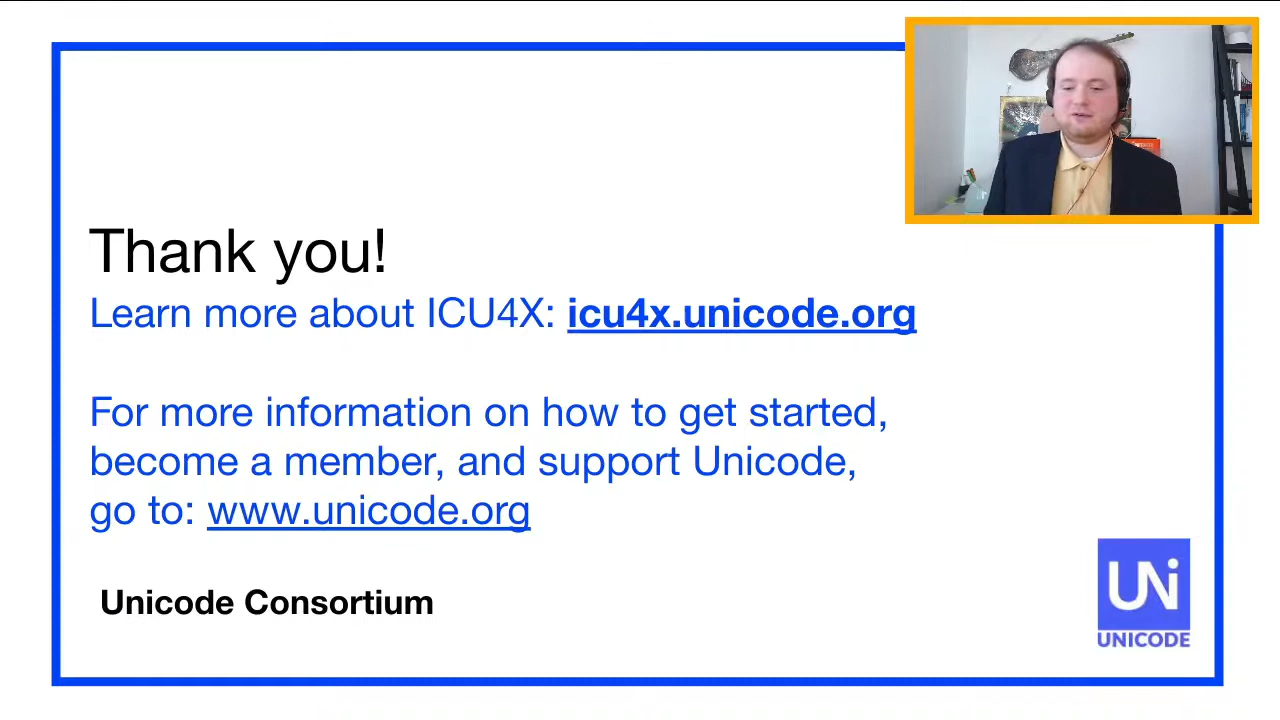 Thank you!
Learn more about ICU4X: icu4x.unicode.org
For more information on how to get started,
become a member, and support Unicode,
go to: www.unicode.org
Unicode Consortium
UNi
UNICODE